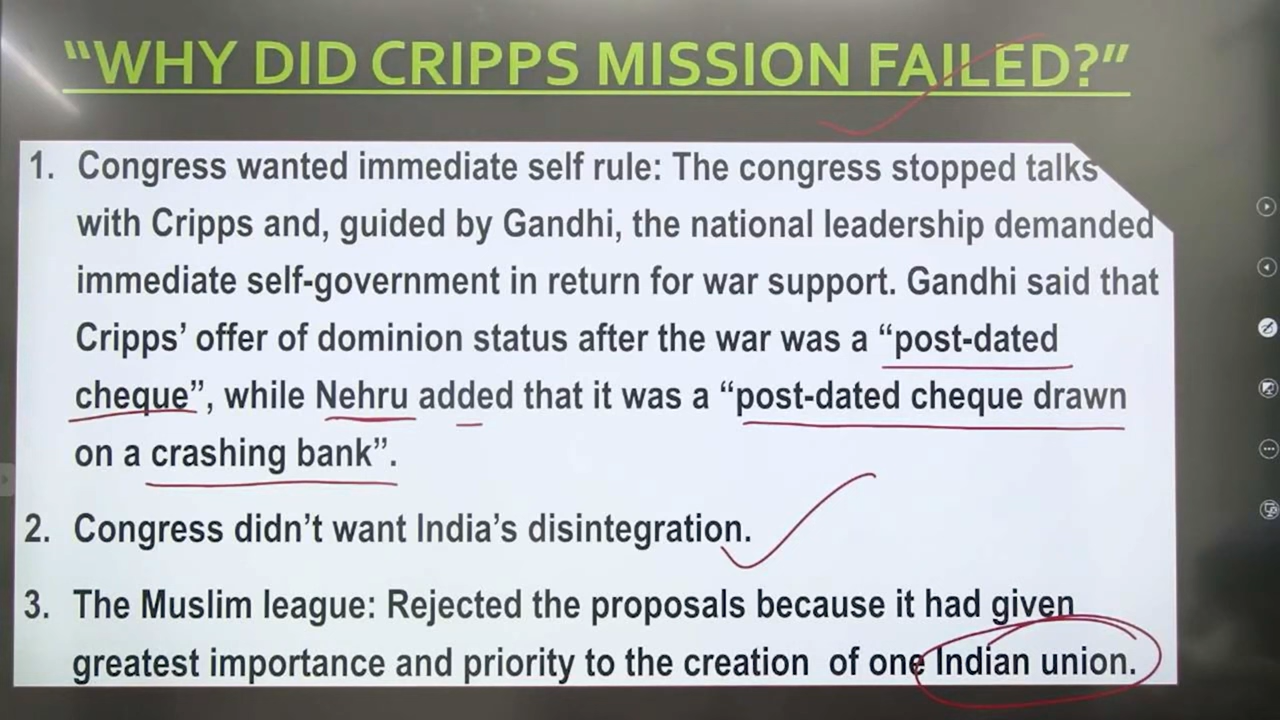 “WHY DID CRIPPS MISSION FAILED?”
1. Congress wanted immediate self rule: The congress stopped talks
with Cripps and, guided by Gandhi, the national leadership demanded
immediate self-government in return for war support. Gandhi said that
Cripps’ offer of dominion status after the war was a “post-dated
cheque”, while Nehru added that it was a “post-dated cheque drawn
on a crashing bank”.
2. Congress didn’t want India’s disintegration.
3. The Muslim league: Rejected the proposals because it had given
greatest importance and priority to the creation of one Indian union.